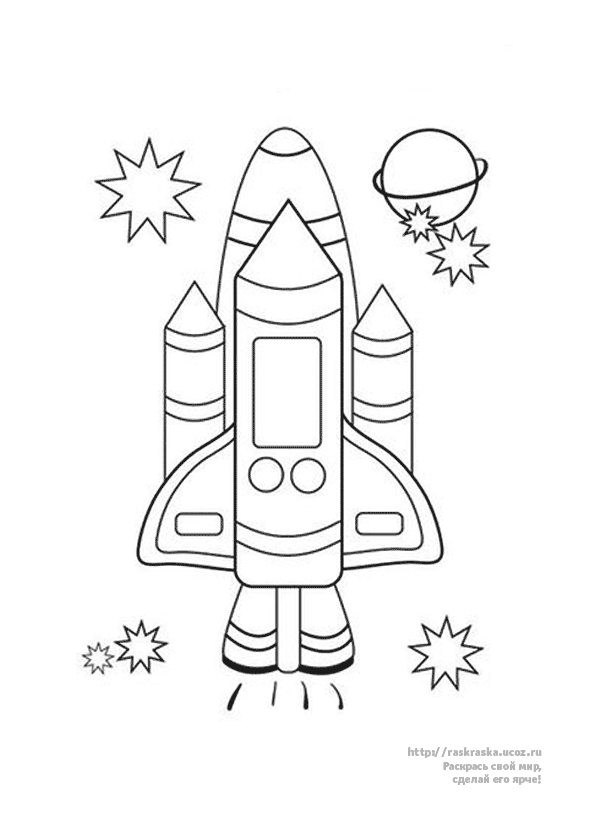 http://raskraska.ucoz.ru
Раскрась свой мир,
сделай его ярче!